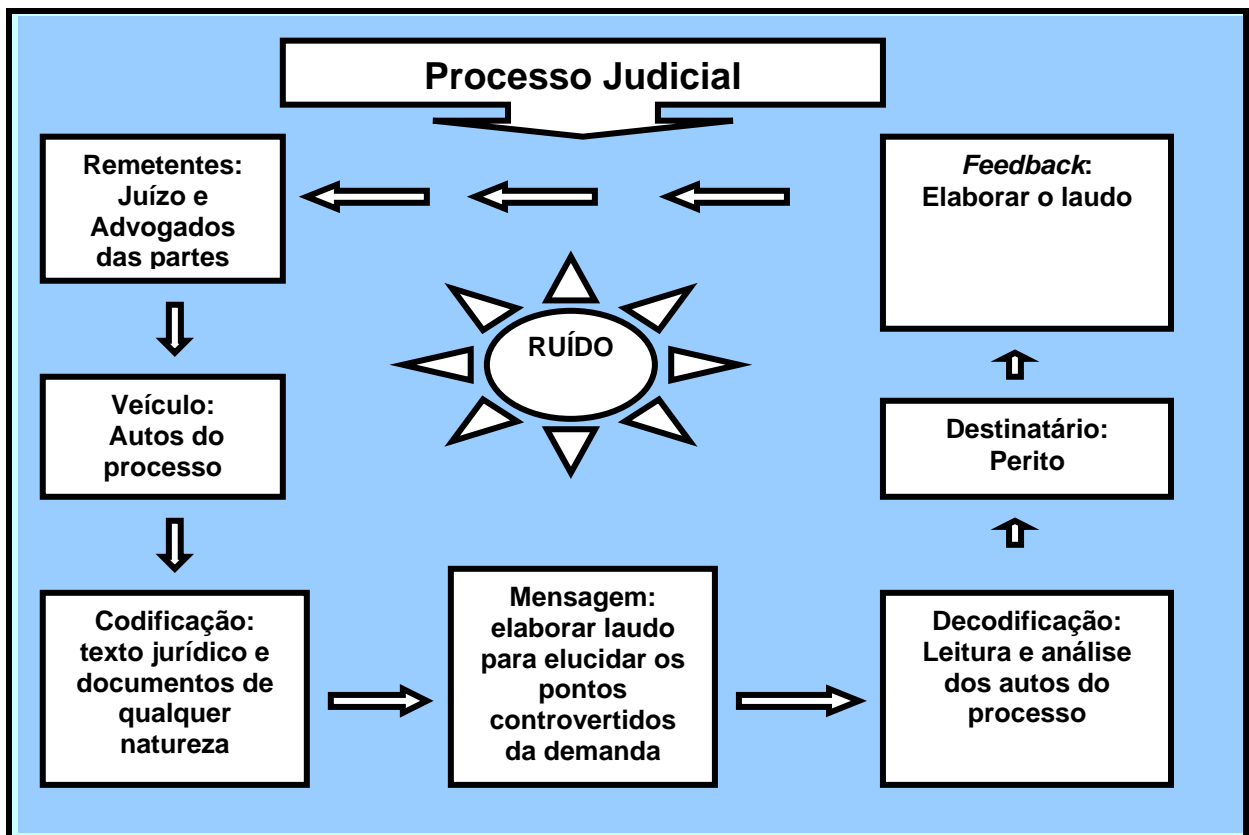 Processo Judicial
Remetentes:
Juízo e
Advogados
das partes
Feedback:
Elaborar o laudo
RUÍDO
Veículo:
Autos do
processo
Destinatário:
Perito
Codificação:
texto jurídico e
documentos de
qualquer
natureza
Mensagem:
elaborar laudo
para elucidar os
pontos
controvertidos
da demanda
Decodificação:
Leitura e análise
dos autos do
processo